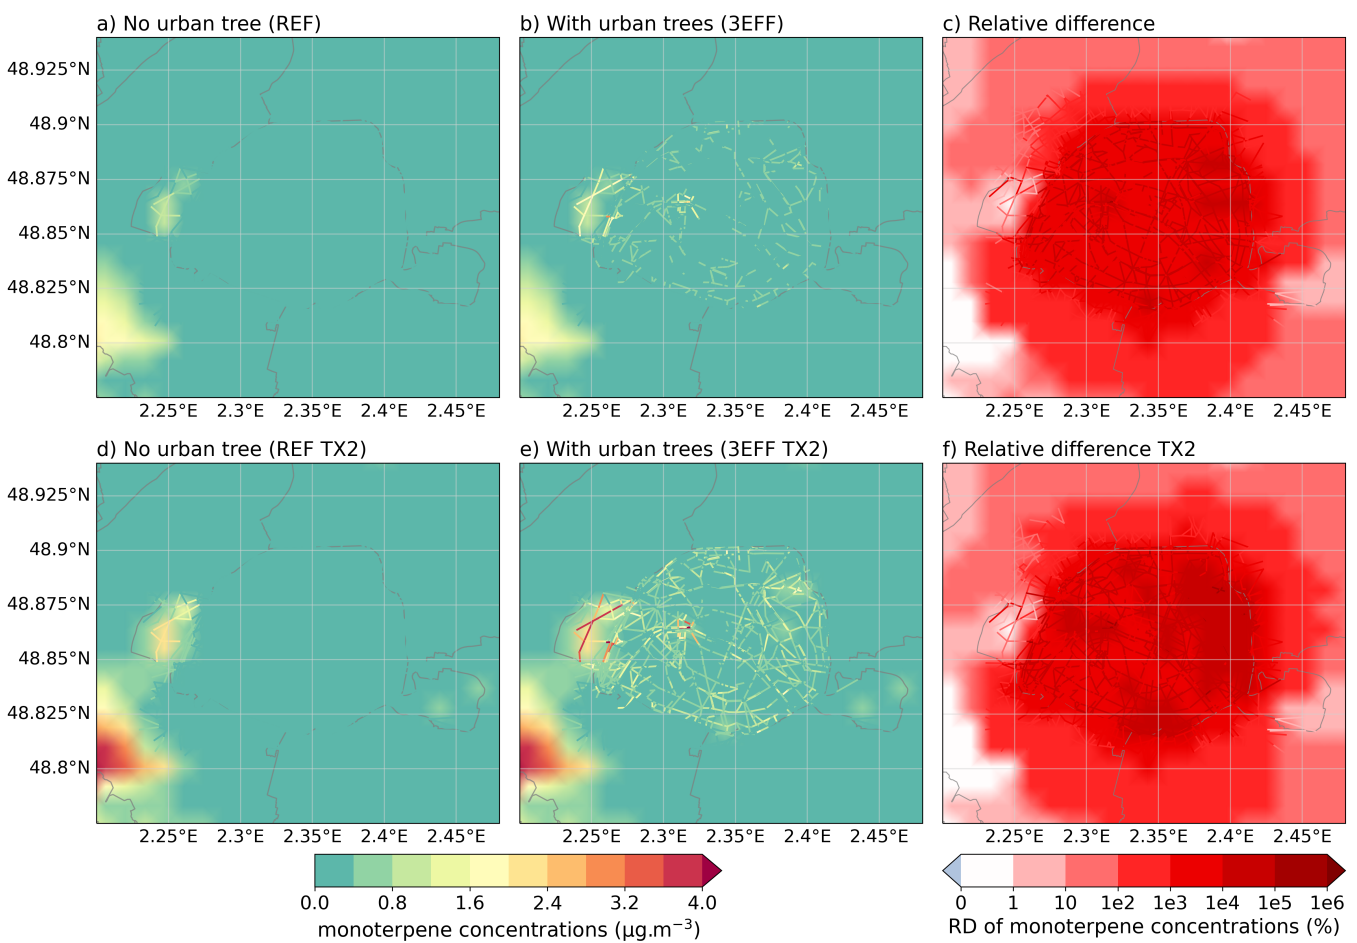 a) No urban tree (REF)
b) With urban trees (3EFF)
c) Relative difference
48.925°N
48.9°N
48.875°N
48.85°N
48.825°N
48.8°N
2.25°E 2.3°E 2.35°E 2.4°E 2.45°E
2.25°E 2.3°E 2.35°E 2.4°E 2.45°E
2.25°E 2.3°E 2.35°E 2.4°E 2.45°E
d) No urban tree (REF TX2)
e) With urban trees (3EFF TX2)
f) Relative difference TX2
48.925°N
48.9°N
48.875°N
48.85°N
48.825°N
48.8°N
2.25°E 2.3°E 2.35°E 2.4°E 2.45°E
2.25°E 2.3°E 2.35°E 2.4°E 2.45°E
2.25°E 2.3°E 2.35°E 2.4°E 2.45°E
0.0 0.8 1.6 2.4 3.2 4.0
monoterpene concentrations (µg.m⁻³)
0 1 10 1e2 1e3 1e4 1e5 1e6
RD of monoterpene concentrations (%)